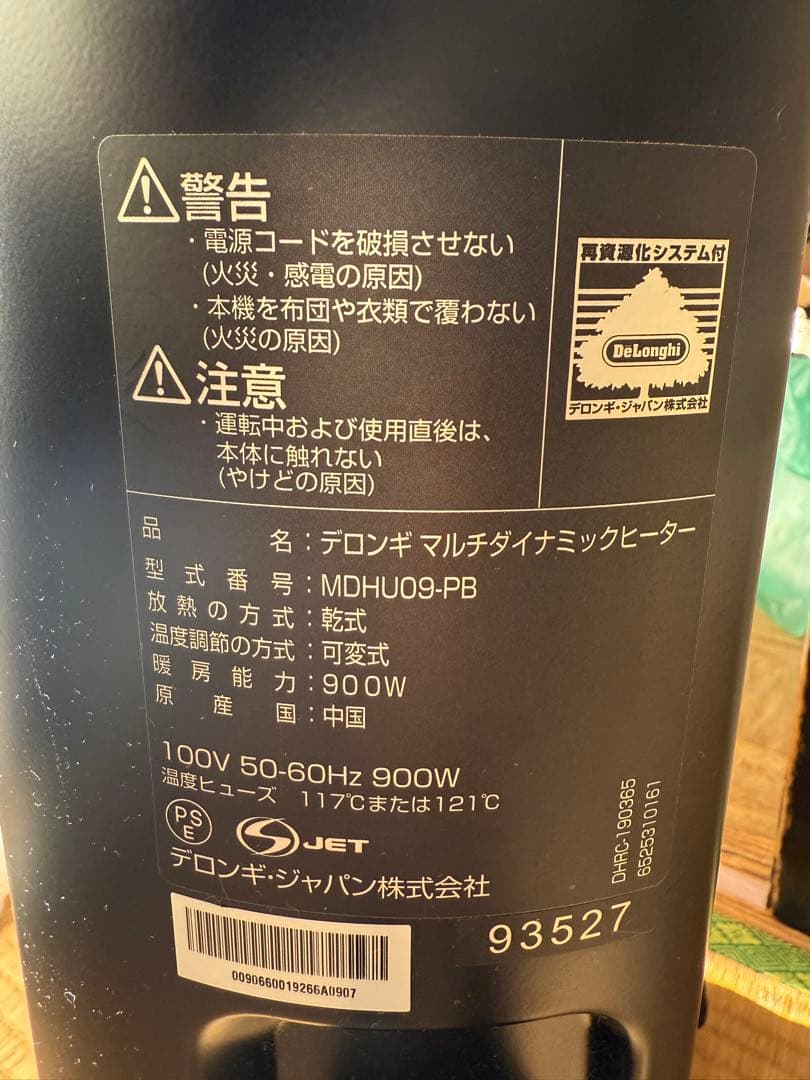 警告
・電源コードを破損させない
(火災・感電の原因)
・本機を布団や衣類で覆わない
(火災の原因)
注意
・運転中および使用直後は、
本体に触れない
(やけどの原因)
再資源化システム付
DeLonghi
デロンギ・ジャパン株式会社
品名：デロンギ マルチダイナミックヒーター
型式番号：MDHU09-PB
放熱の方式：乾式
温度調節の方式：可変式
暖房能力：900W
原産国：中国
100V 50-60Hz 900W
温度ヒューズ 117℃または121℃
PSE
JET
デロンギ・ジャパン株式会社
DHRC-190365
6525310161
93527
0090660019266A0907